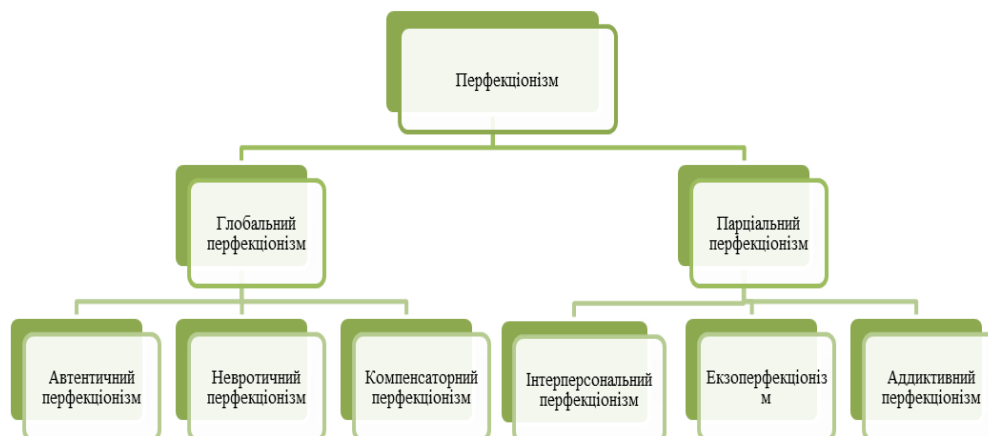 Перфекціонізм
Глобальний
перфекціонізм
Парціальний
перфекціонізм
Автентичний
перфекціонізм
Невротичний
перфекціонізм
Компенсаторний
перфекціонізм
Інтерперсональний
перфекціонізм
Екзоперфекціоніз
м
Аддиктивний
перфекціонізм